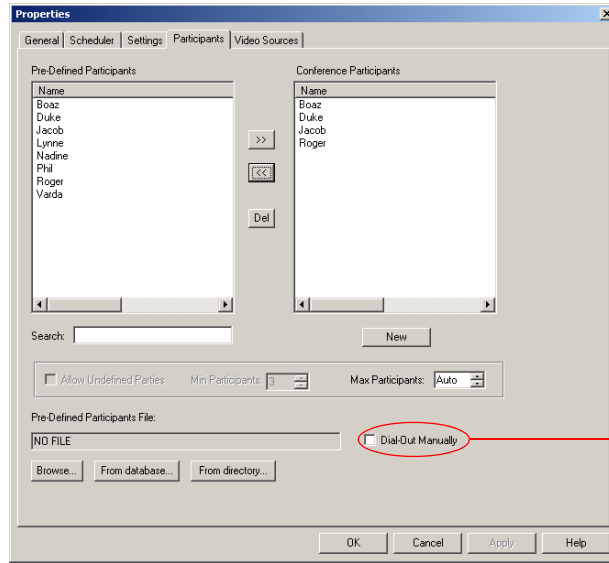 Properties
General Scheduler Settings Participants Video Sources
Pre-Defined Participants
Name
Boaz
Duke
Jacob
Lynne
Nadine
Phil
Roger
Varda
>>
<<
Del
Conference Participants
Name
Boaz
Duke
Jacob
Roger
Search:
New
Allow Undefined Parties Min Participants: 3 Max Participants: Auto
Pre-Defined Participants File:
NO FILE
Dial-Out Manually
Browse... From database... From directory...
OK Cancel Apply Help